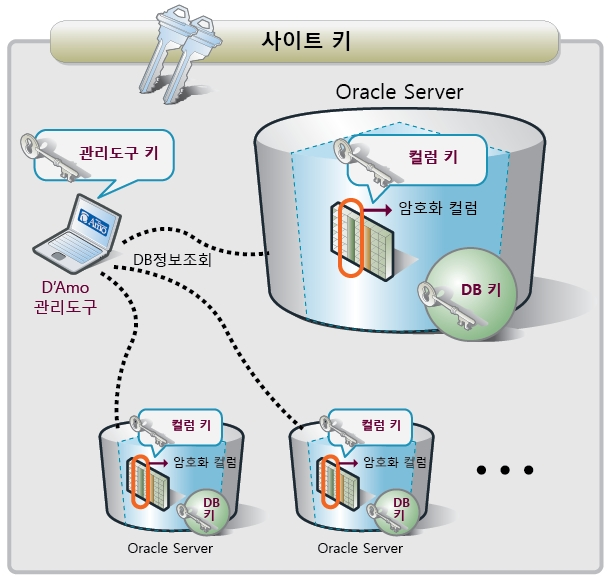 사이트 키
Oracle Server
관리도구 키
컬럼 키
암호화 컬럼
D'Amo
DB정보조회
D'Amo
관리도구
DB 키
컬럼 키
암호화 컬럼
DB
키
Oracle Server
컬럼 키
암호화 컬럼
DB
키
Oracle Server